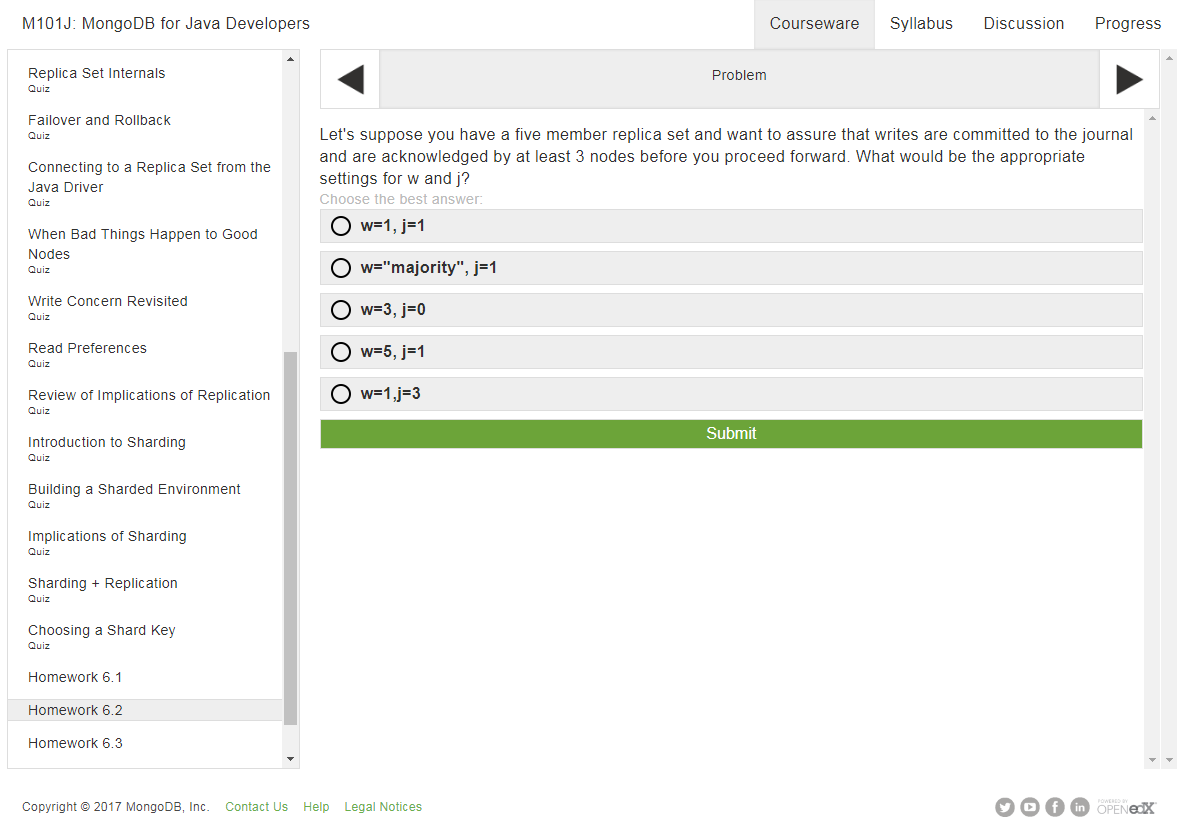 M101J: MongoDB for Java Developers
Courseware
Syllabus
Discussion
Progress
Replica Set Internals
Quiz
Failover and Rollback
Quiz
Connecting to a Replica Set from the
Java Driver
Quiz
When Bad Things Happen to Good
Nodes
Quiz
Write Concern Revisited
Quiz
Read Preferences
Quiz
Review of Implications of Replication
Quiz
Introduction to Sharding
Quiz
Building a Sharded Environment
Quiz
Implications of Sharding
Quiz
Sharding + Replication
Quiz
Choosing a Shard Key
Quiz
Homework 6.1
Homework 6.2
Homework 6.3
Problem
Let's suppose you have a five member replica set and want to assure that writes are committed to the journal
and are acknowledged by at least 3 nodes before you proceed forward. What would be the appropriate
settings for w and j?
Choose the best answer:
w=1, j=1
w="majority", j=1
w=3, j=0
w=5, j=1
w=1,j=3
Submit
Copyright © 2017 MongoDB, Inc.
Contact Us
Help
Legal Notices
POWERED BY
OPEN edX